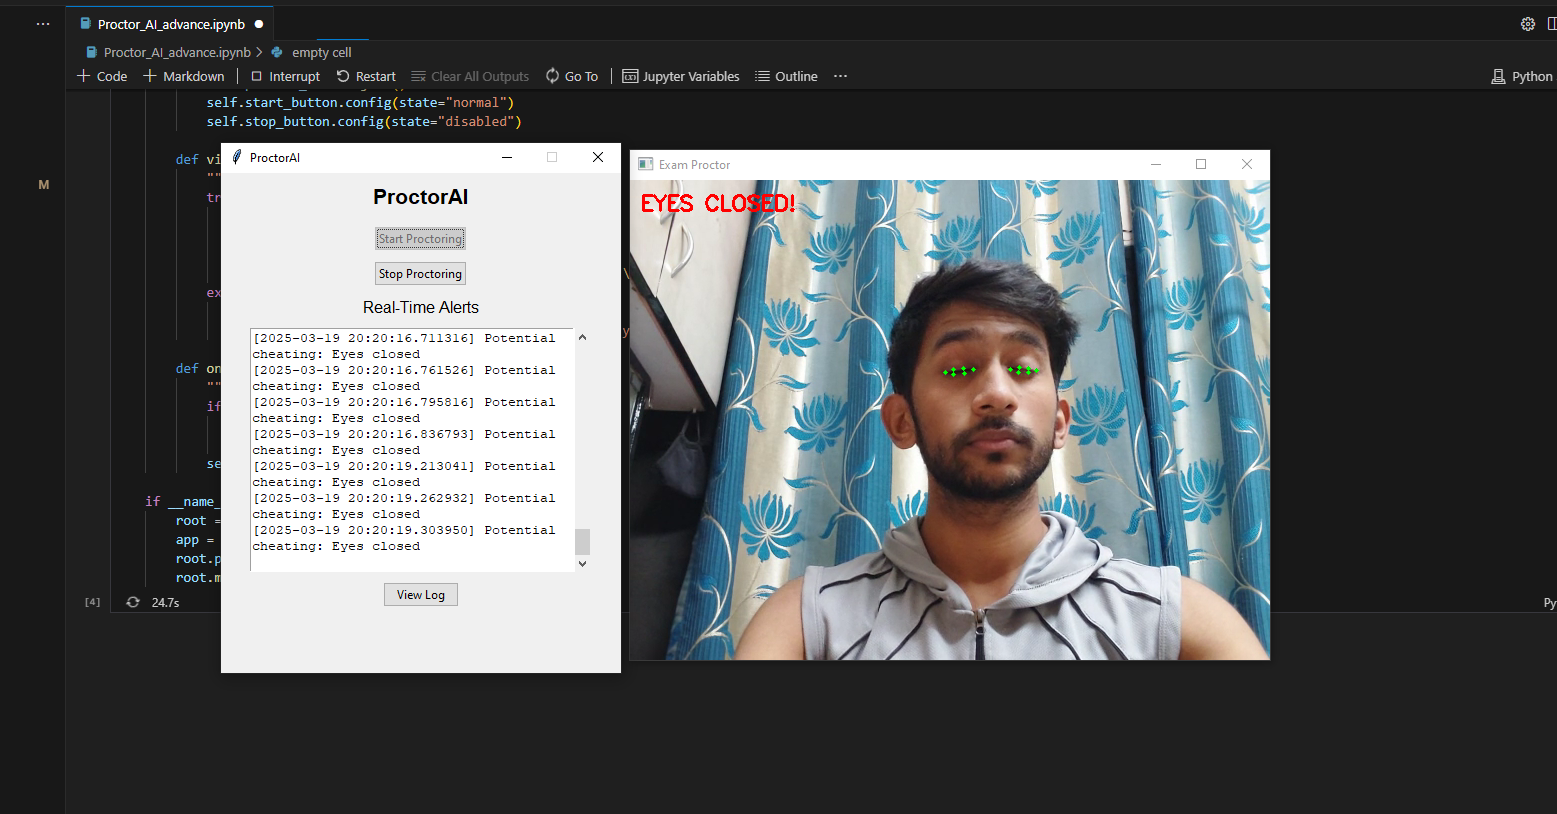 Proctor_AI_advance.ipynb
Proctor_AI_advance.ipynb > empty cell
+ Code + Markdown Interrupt Restart Clear All Outputs Go To Jupyter Variables Outline ... Python
self.start_button.config(state="normal")
self.stop_button.config(state="disabled")
def vi
""
tr
ex
def on
""
if
se
if __name_
root =
app =
root.p
root.m
[4] 24.7s
Py
M
ProctorAI
ProctorAI
Start Proctoring
Stop Proctoring
Real-Time Alerts
[2025-03-19 20:20:16.711316] Potential
cheating: Eyes closed
[2025-03-19 20:20:16.761526] Potential
cheating: Eyes closed
[2025-03-19 20:20:16.795816] Potential
cheating: Eyes closed
[2025-03-19 20:20:16.836793] Potential
cheating: Eyes closed
[2025-03-19 20:20:19.213041] Potential
cheating: Eyes closed
[2025-03-19 20:20:19.262932] Potential
cheating: Eyes closed
[2025-03-19 20:20:19.303950] Potential
cheating: Eyes closed
View Log
\
y
Exam Proctor
EYES CLOSED!